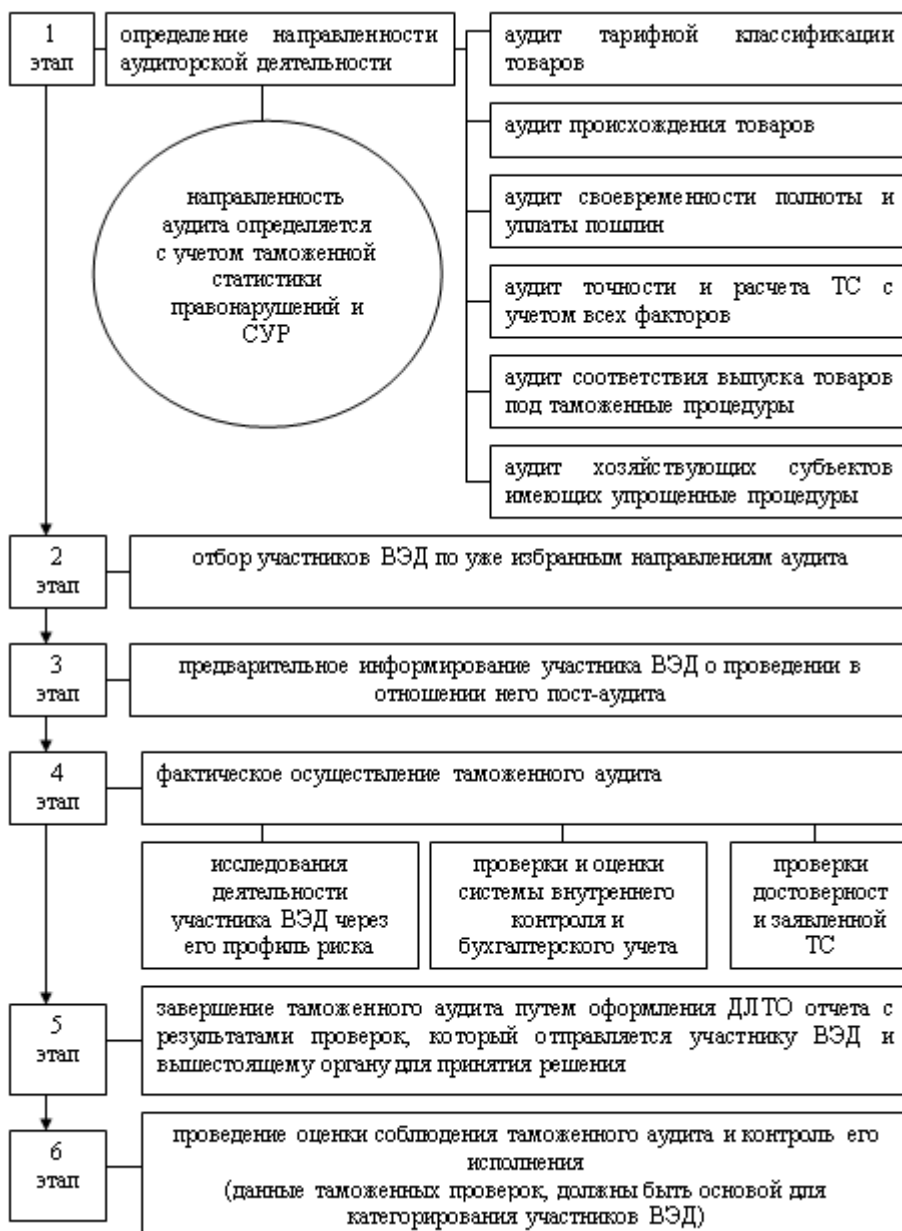 1
этап
определение направленности
аудиторской деятельности
аудит тарифной классификации
товаров
аудит происхождения товаров
аудит своевременности полноты и
уплаты пошлин
аудит точности и расчета ТС с
учетом всех факторов
аудит соответствия выпуска товаров
под таможенные процедуры
аудит хозяйствующих субъектов
имеющих упрощенные процедуры
направленность
аудита определяется
с учетом таможенной
статистики
правонарушений и
СУР
2
этап
отбор участников ВЭД по уже избранным направлениям аудита
3
этап
предварительное информирование участника ВЭД о проведении в
отношении него пост-аудита
4
этап
фактическое осуществление таможенного аудита
исследования
деятельности
участника ВЭД через
его профиль риска
проверки и оценки
системы внутреннего
контроля и
бухгалтерского учета
проверки
достоверност
и заявленной
ТС
5
этап
завершение таможенного аудита путем оформления ДЛТО отчета с
результатами проверок, который отправляется участнику ВЭД и
вышестоящему органу для принятия решения
6
этап
проведение оценки соблюдения таможенного аудита и контроль его
исполнения
(данные таможенных проверок, должны быть основой для
категорирования участников ВЭД)